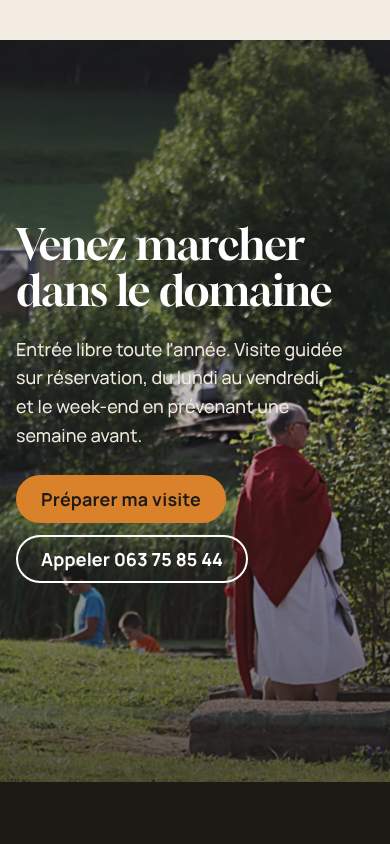 Venez marcher
dans le domaine
Entrée libre toute l'année. Visite guidée
sur réservation, du lundi au vendredi,
et le week-end en prévenant une
semaine avant.
Préparer ma visite
Appeler 063 75 85 44